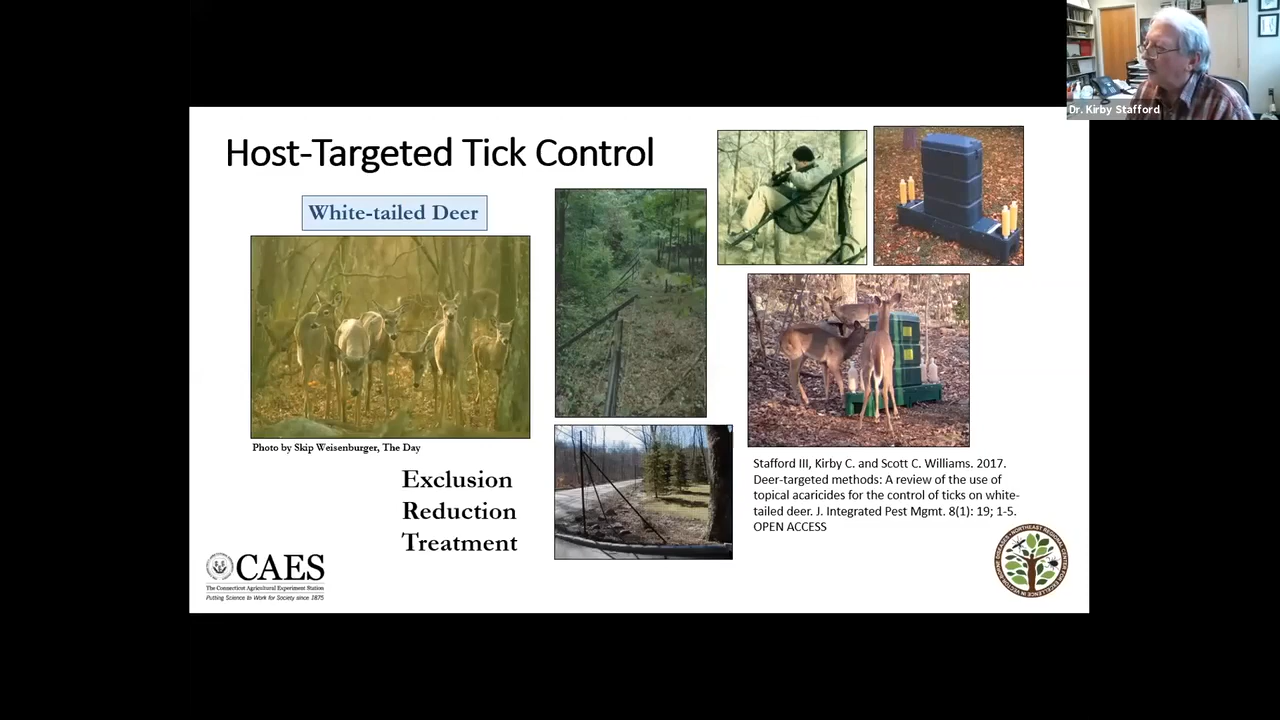 Dr. Kirby Stafford
Host-Targeted Tick Control
White-tailed Deer
Photo by Skip Weisenburger, The Day
Exclusion
Reduction
Treatment
Stafford III, Kirby C. and Scott C. Williams. 2017.
Deer-targeted methods: A review of the use of
topical acaricides for the control of ticks on white-
tailed deer. J. Integrated Pest Mgmt. 8(1): 19; 1-5.
OPEN ACCESS
CAES
The Connecticut Agricultural Experiment Station
Putting Science to Work for Society since 1875